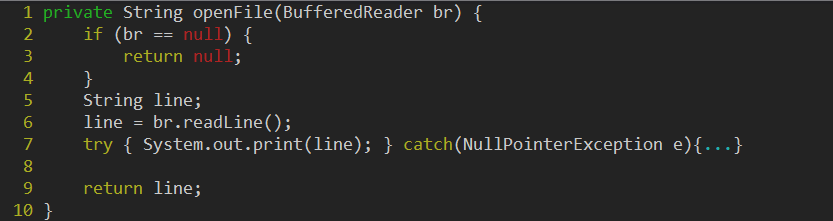 1 private String openFile(BufferedReader br) {
2     if (br == null) {
3         return null;
4     }
5     String line;
6     line = br.readLine();
7     try { System.out.print(line); } catch(NullPointerException e){...}
8
9     return line;
10 }